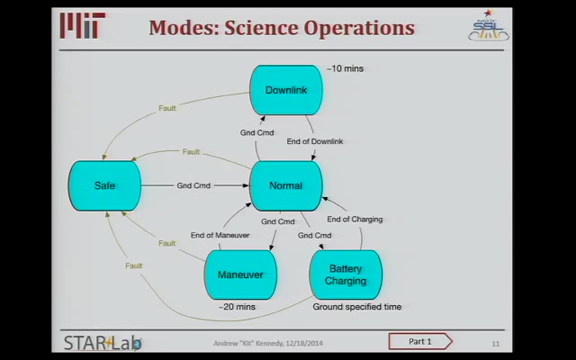 MIT
Modes: Science Operations
SSL
~10 mins
Downlink
Fault
Gnd Cmd
End of Downlink
Fault
Safe
Gnd Cmd
Normal
End of Maneuver
Gnd Cmd
Gnd Cmd
End of Charging
Fault
Fault
Maneuver
Battery
Charging
~20 mins
Ground specified time
STAR Lab
Andrew "Kit" Kennedy, 12/18/2014
Part 1
11